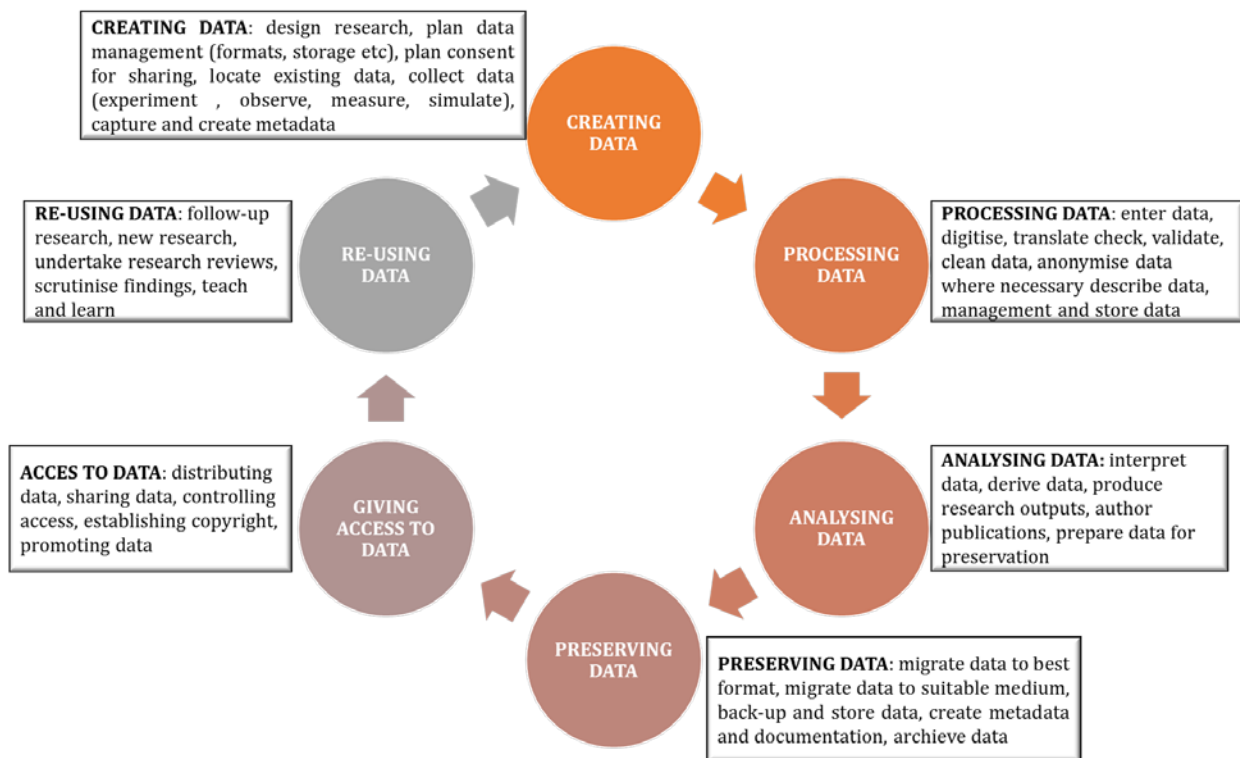 CREATING DATA: design research, plan data
management (formats, storage etc), plan consent
for sharing, locate existing data, collect data
(experiment , observe, measure, simulate),
capture and create metadata
CREATING
DATA
RE-USING DATA: follow-up
research, new research,
undertake research reviews,
scrutinise findings, teach
and learn
RE-USING
DATA
PROCESSING
DATA
PROCESSING DATA: enter data,
digitise, translate check, validate,
clean data, anonymise data
where necessary describe data,
management and store data
ACCES TO DATA: distributing
data, sharing data, controlling
access, establishing copyright,
promoting data
GIVING
ACCESS TO
DATA
ANALYSING
DATA
ANALYSING DATA: interpret
data, derive data, produce
research outputs, author
publications, prepare data for
preservation
PRESERVING
DATA
PRESERVING DATA: migrate data to best
format, migrate data to suitable medium,
back-up and store data, create metadata
and documentation, archieve data